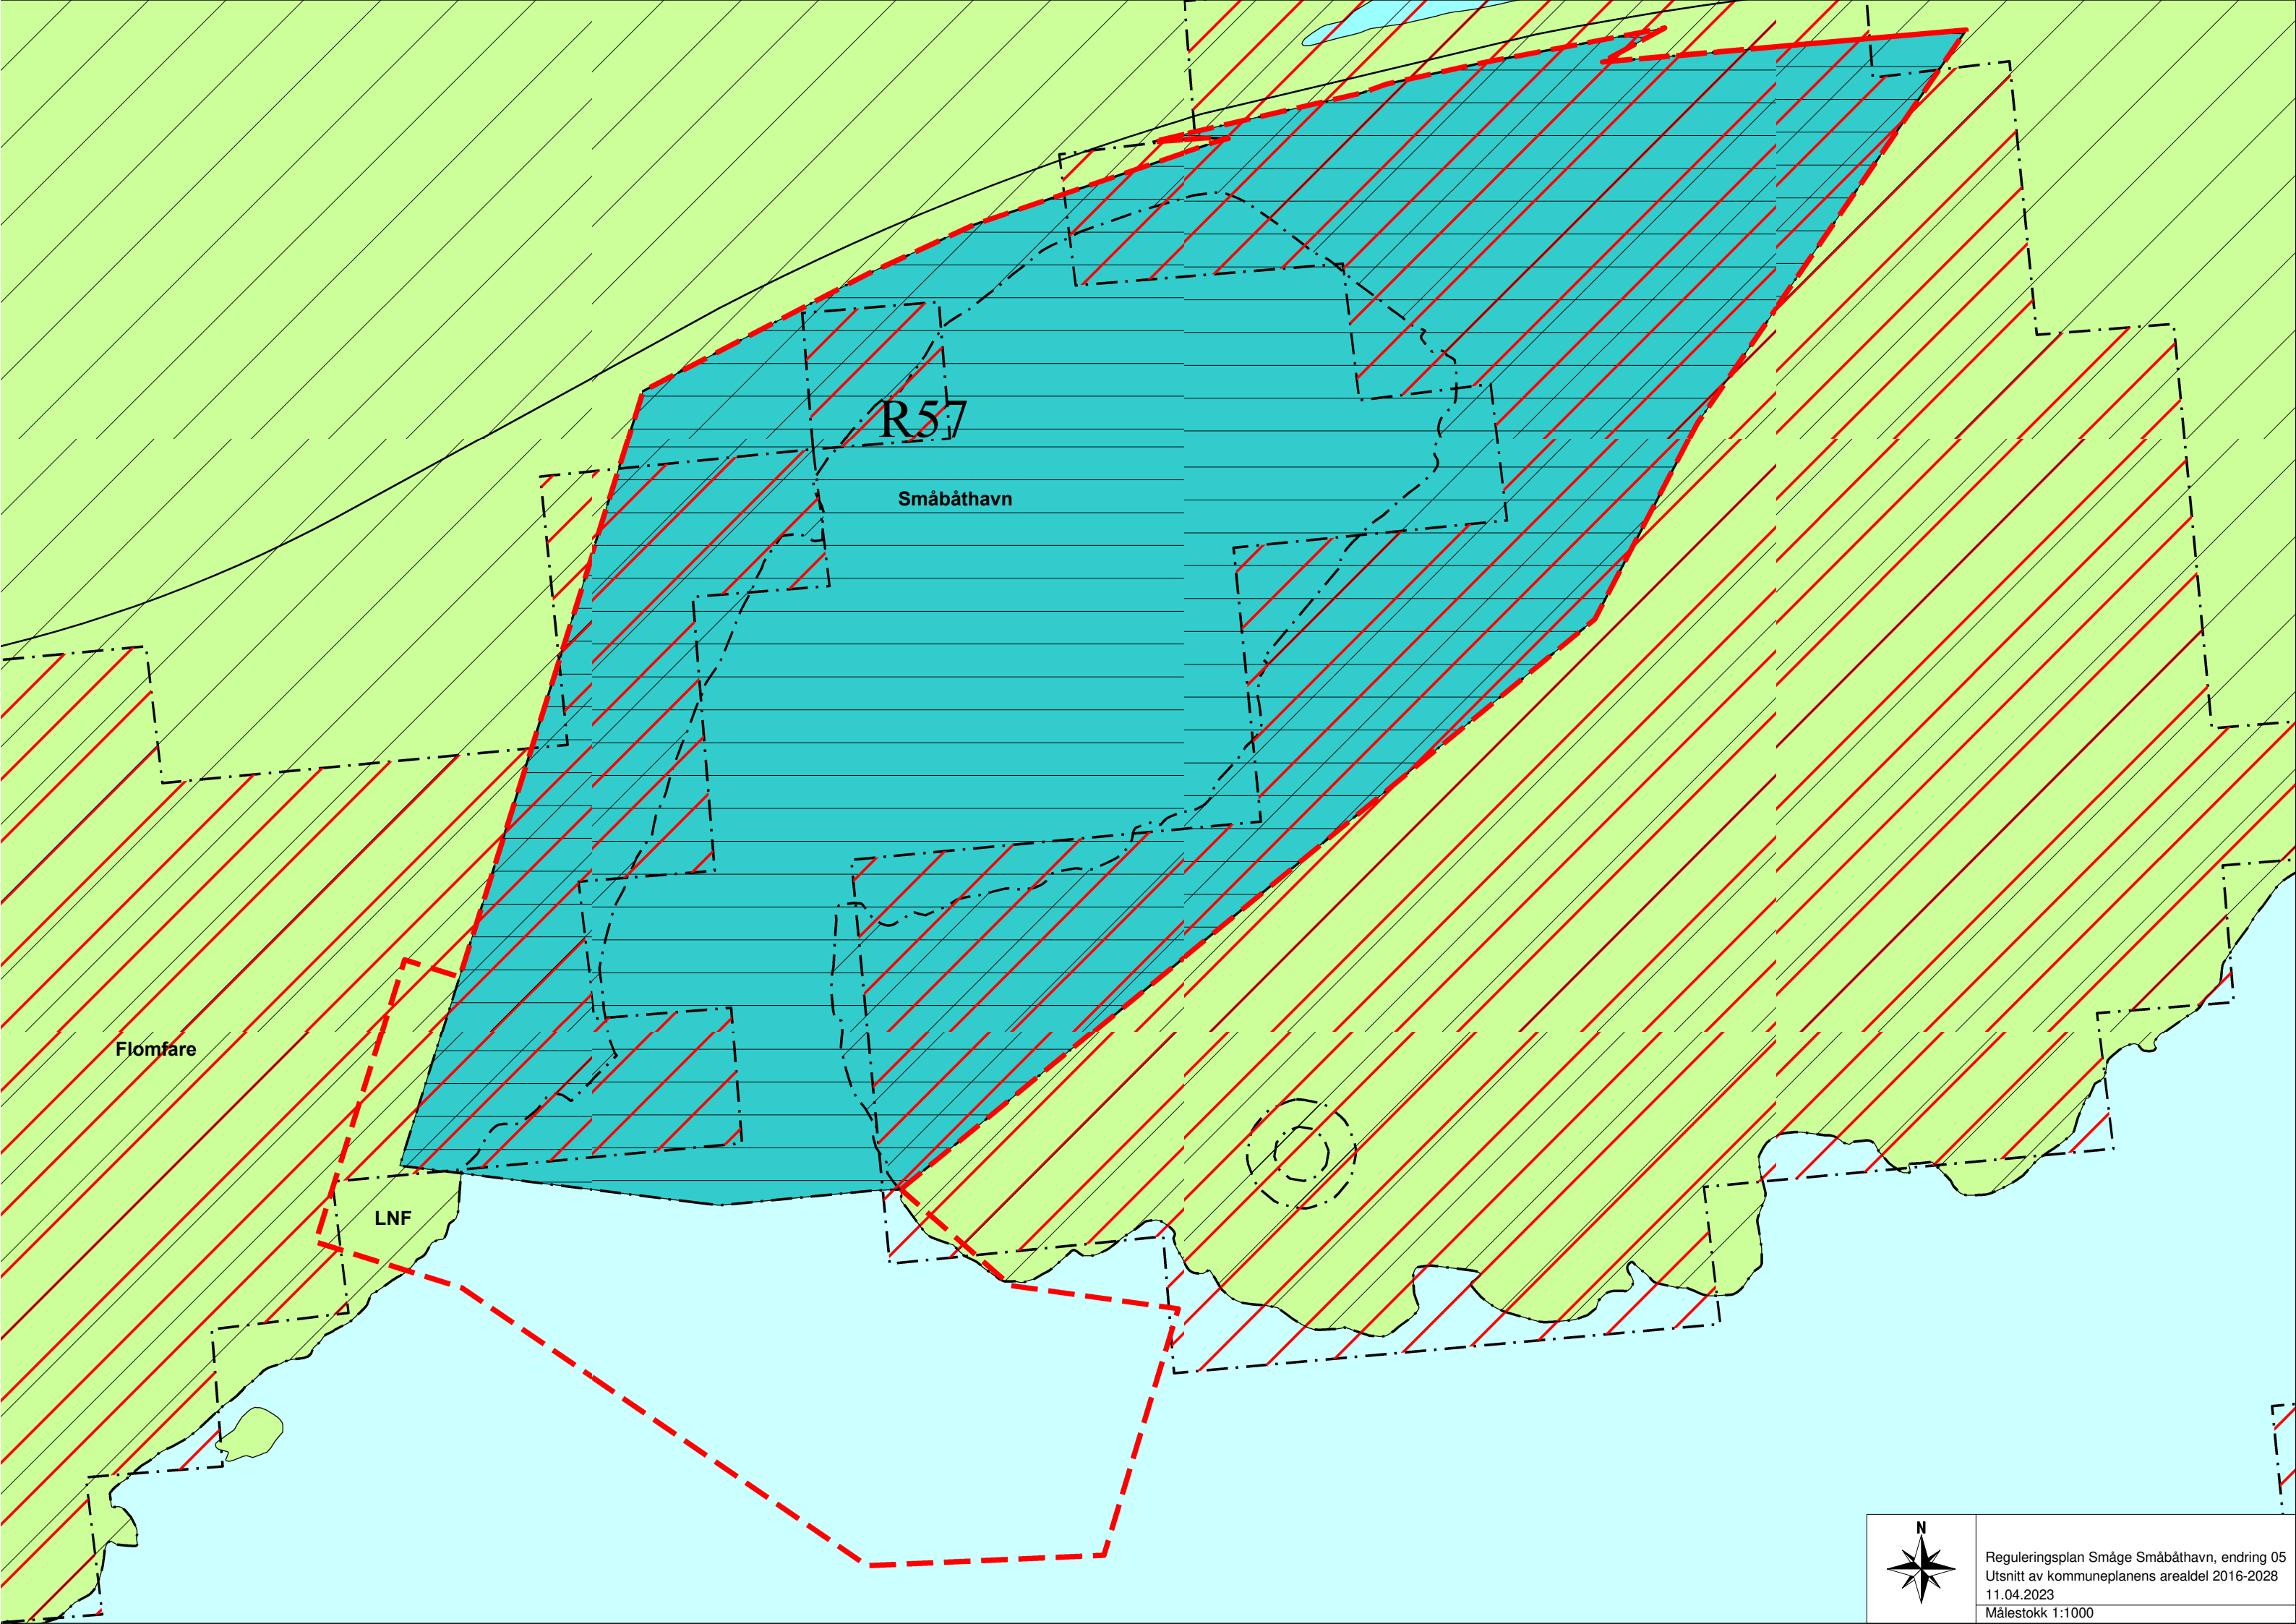 R57
Småbåthavn
Flomfare
LNF
N
Reguleringsplan Småge Småbåthavn, endring 05
Utsnitt av kommuneplanens arealdel 2016-2028
11.04.2023
Målestokk 1:1000